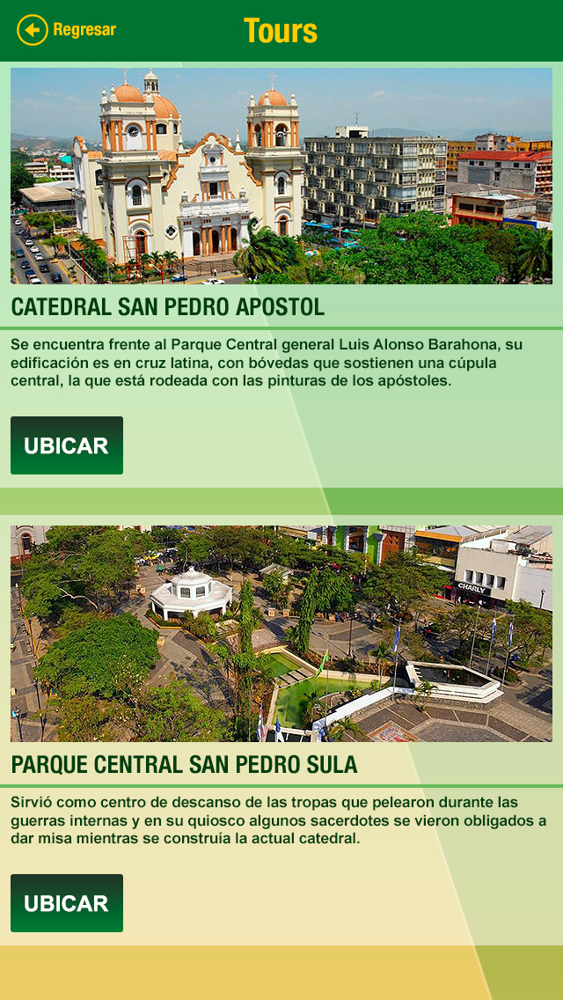 Regresar
Tours
CATEDRAL SAN PEDRO APOSTOL
Se encuentra frente al Parque Central general Luis Alonso Barahona, su
edificación es en cruz latina, con bóvedas que sostienen una cúpula
central, la que está rodeada con las pinturas de los apóstoles.
UBICAR
CHARLY
PARQUE CENTRAL SAN PEDRO SULA
Sirvió como centro de descanso de las tropas que pelearon durante las
guerras internas y en su quiosco algunos sacerdotes se vieron obligados a
dar misa mientras se construía la actual catedral.
UBICAR